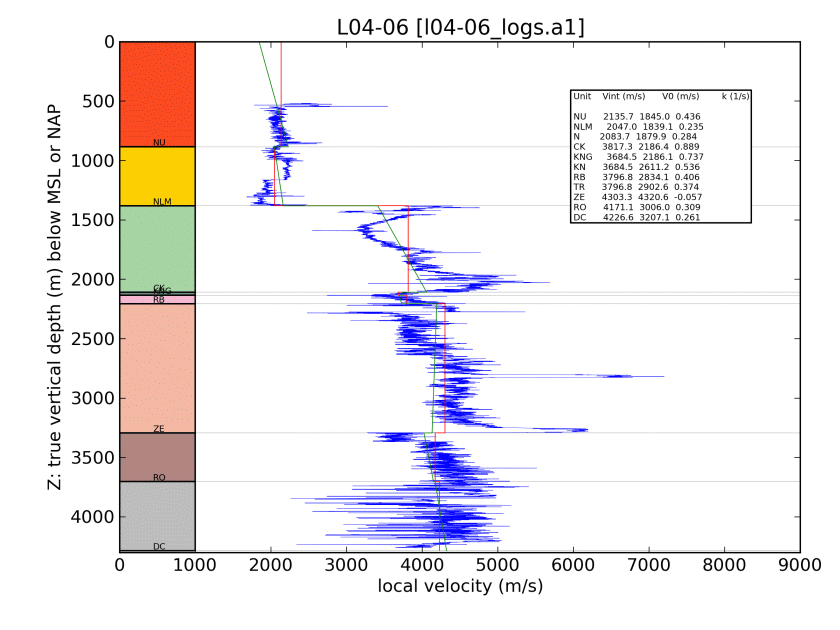 L04-06 [l04-06_logs.a1]
Z: true vertical depth (m) below MSL or NAP
0
500
1000
1500
2000
2500
3000
3500
4000
NU
NLM
CK
RB
ZE
RO
DC
Unit Vint (m/s) V0 (m/s) k (1/s)
NU 2135.7 1845.0 0.436
NLM 2047.0 1839.1 0.235
N 2083.7 1879.9 0.284
CK 3817.3 2186.4 0.889
KNG 3684.5 2186.1 0.737
KN 3684.5 2611.2 0.536
RB 3796.8 2834.1 0.406
TR 3796.8 2902.6 0.374
ZE 4303.3 4320.6 -0.057
RO 4171.1 3006.0 0.309
DC 4226.6 3207.1 0.261
0 1000 2000 3000 4000 5000 6000 7000 8000 9000
local velocity (m/s)